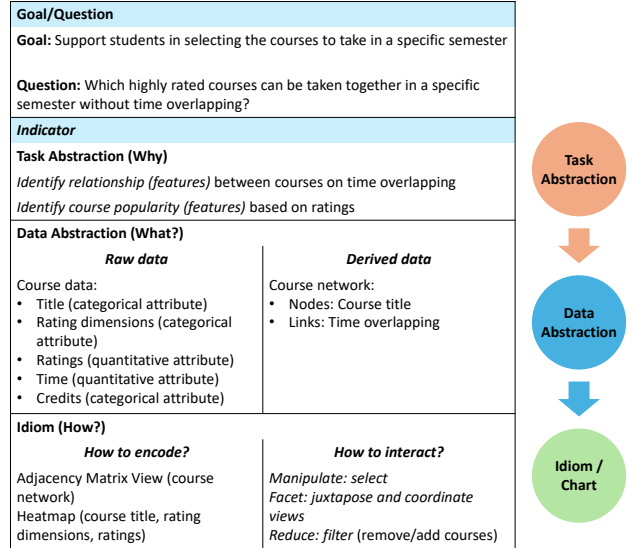 Goal/Question
Goal: Support students in selecting the courses to take in a specific semester
Question: Which highly rated courses can be taken together in a specific
semester without time overlapping?
Indicator
Task Abstraction (Why)
Identify relationship (features) between courses on time overlapping
Identify course popularity (features) based on ratings
Data Abstraction (What?)
Raw data
Course data:
• Title (categorical attribute)
• Rating dimensions (categorical
attribute)
• Ratings (quantitative attribute)
• Time (quantitative attribute)
• Credits (categorical attribute)
Derived data
Course network:
• Nodes: Course title
• Links: Time overlapping
Idiom (How?)
How to encode?
Adjacency Matrix View (course
network)
Heatmap (course title, rating
dimensions, ratings)
How to interact?
Manipulate: select
Facet: juxtapose and coordinate
views
Reduce: filter (remove/add courses)
Task
Abstraction
Data
Abstraction
Idiom /
Chart